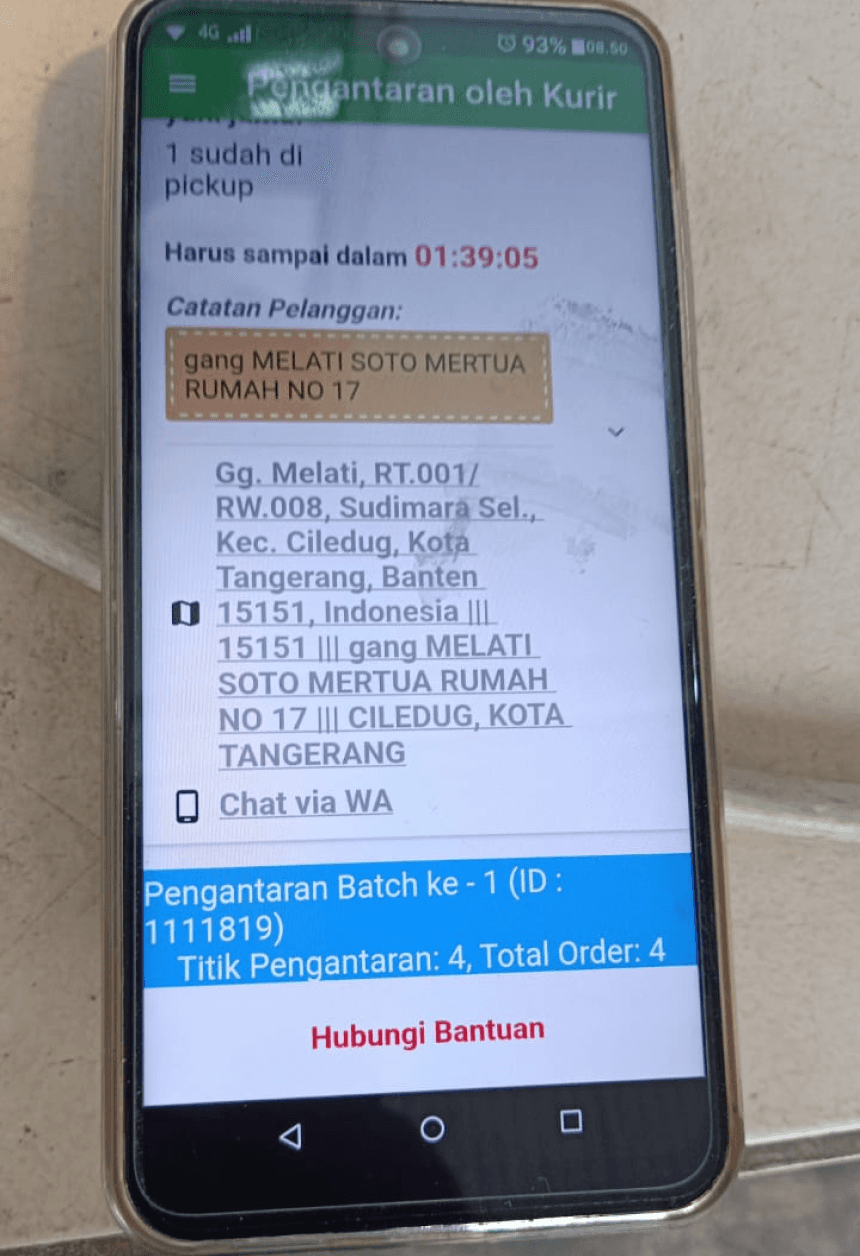 4G 93% 08.50
Pengantaran oleh Kurir
1 sudah di
pickup
Harus sampai dalam 01:39:05
Catatan Pelanggan:
gang MELATI SOTO MERTUA
RUMAH NO 17
Gg. Melati, RT.001/
RW.008, Sudimara Sel.,
Kec. Ciledug, Kota
Tangerang, Banten
15151, Indonesia |||
15151 ||| gang MELATI
SOTO MERTUA RUMAH
NO 17 ||| CILEDUG, KOTA
TANGERANG
Chat via WA
Pengantaran Batch ke - 1 (ID :
1111819)
Titik Pengantaran: 4, Total Order: 4
Hubungi Bantuan